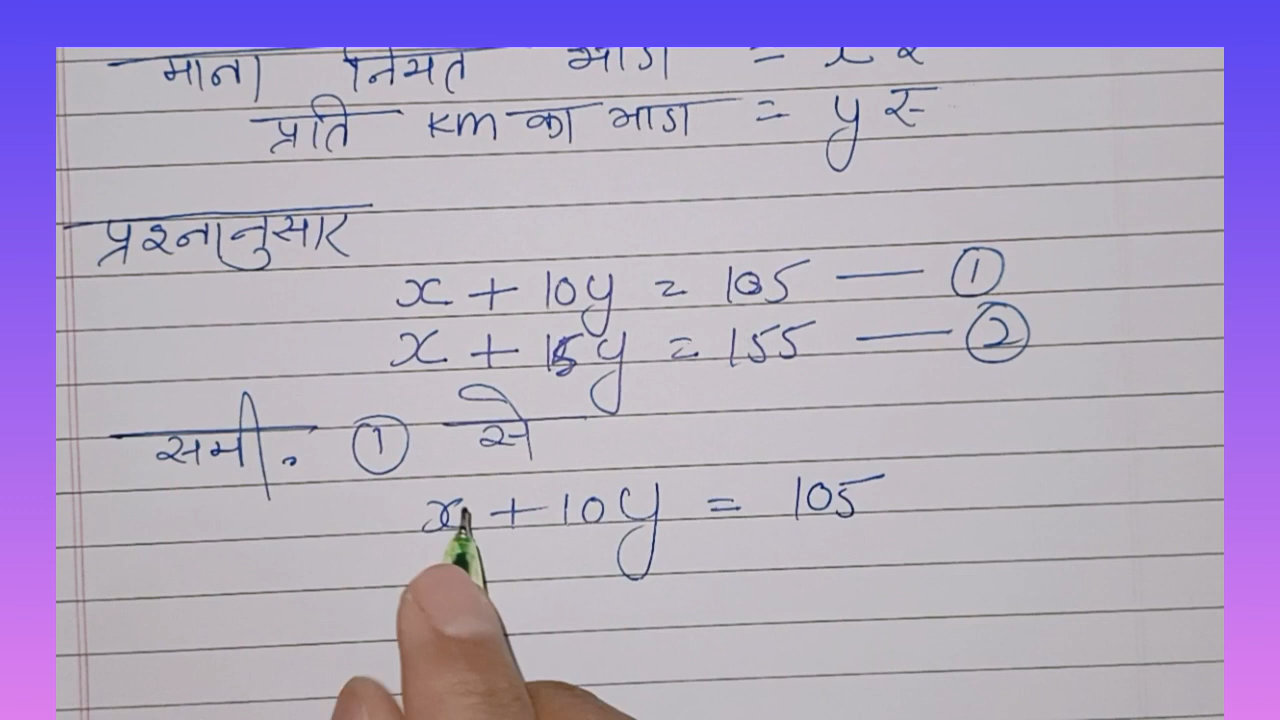 माना नियत भाडा = x रु
प्रति km का भाडा = y रु
प्रश्नानुसार
x + 10y = 105 — ①
x + 15y = 155 — ②
समी. ① से
x + 10y = 105